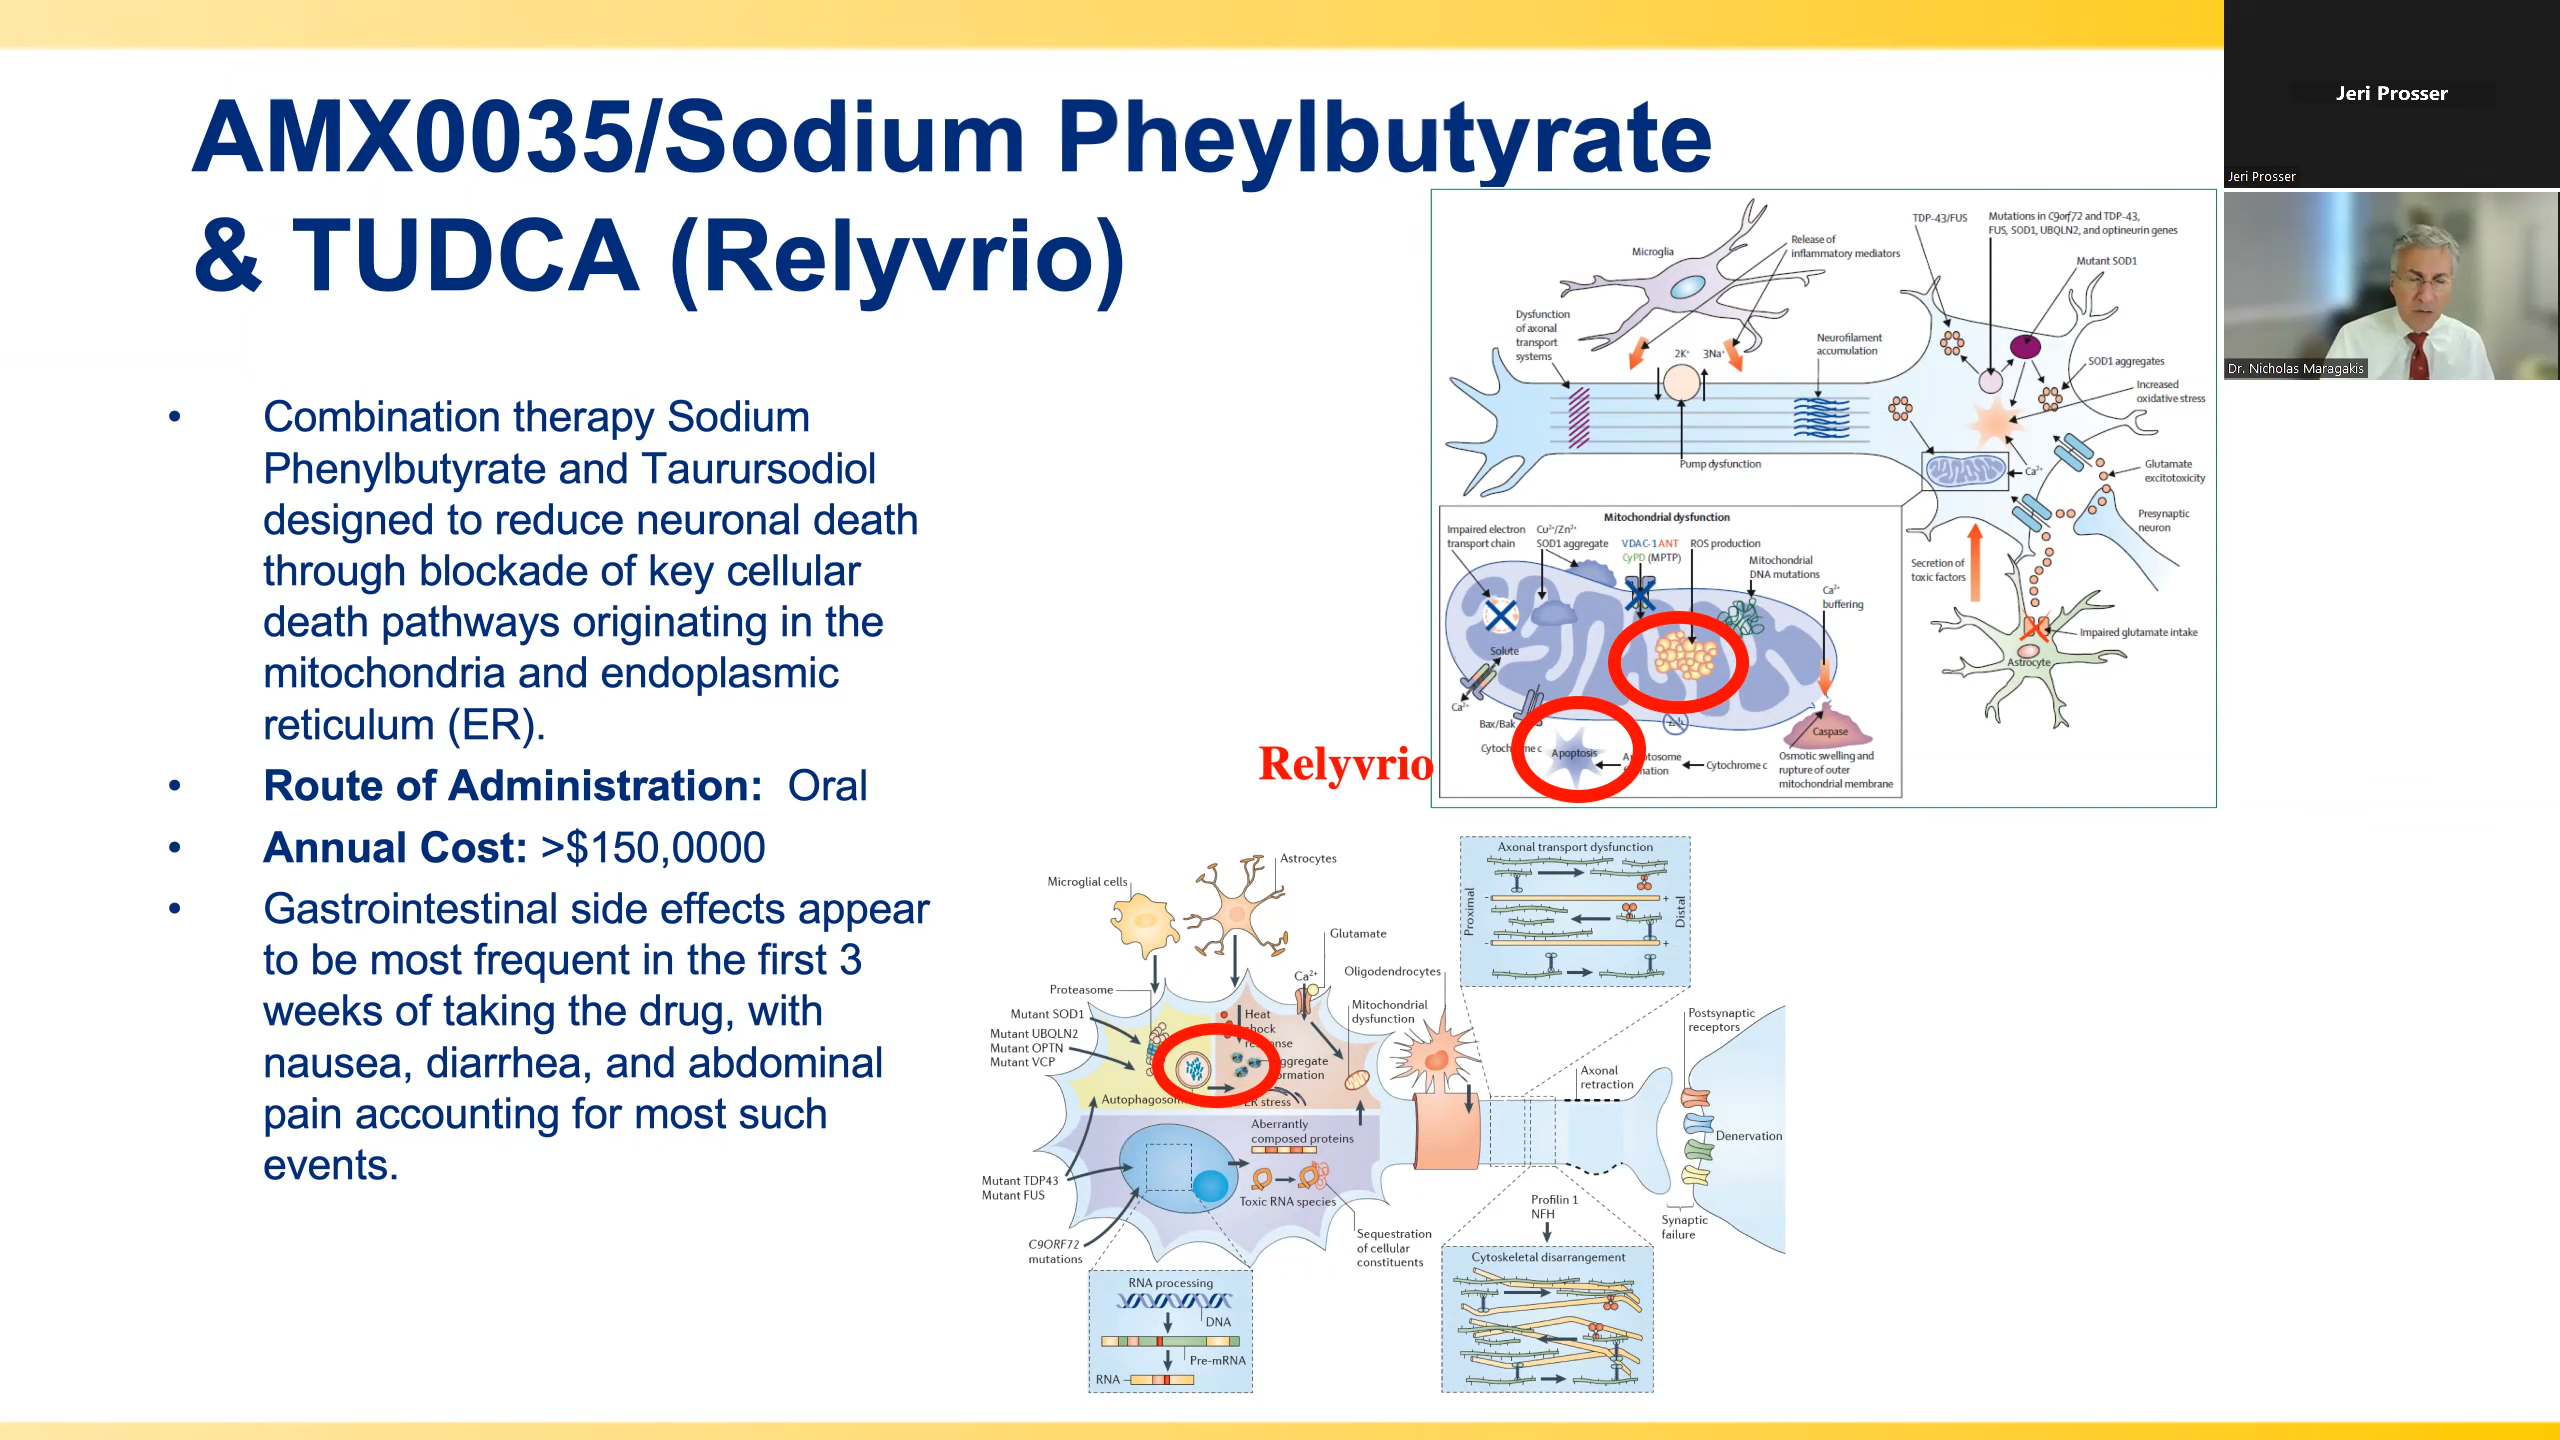 AMX0035/Sodium Pheylbutyrate
& TUDCA (Relyvrio)
• Combination therapy Sodium
Phenylbutyrate and Taurursodiol
designed to reduce neuronal death
through blockade of key cellular
death pathways originating in the
mitochondria and endoplasmic
reticulum (ER).
• Route of Administration: Oral
• Annual Cost: >$150,0000
• Gastrointestinal side effects appear
to be most frequent in the first 3
weeks of taking the drug, with
nausea, diarrhea, and abdominal
pain accounting for most such
events.
Relyvrio
Microglia
Release of
inflammatory mediators
TDP-43/FUS
Mutations in C9orf72 and TDP-43,
FUS, SOD1, UBQLN2, and optineurin genes
Mutant SOD1
Dysfunction
of axonal
transport
systems
2K⁺ 3Na⁺
Neurofilament
accumulation
SOD1 aggregates
Increased
oxidative stress
Pump dysfunction
Ca²⁺
Glutamate
excitotoxicity
Presynaptic
neuron
Secretion of
toxic factors
Impaired glutamate intake
Astrocyte
Mitochondrial dysfunction
Impaired electron
transport chain
Cu²⁺/Zn²⁺
SOD1 aggregate
VDAC-1 ANT
CyPD (MPTP)
ROS production
Mitochondrial
DNA mutations
Ca²⁺
buffering
Solute
Ca²⁺
Bax/Bak
Apoptosis
Cytochrome c
Caspase
Osmotic swelling and
rupture of outer
mitochondrial membrane
Astrocytes
Microglial cells
Glutamate
Ca²⁺
Oligodendrocytes
Proteasome
Mitochondrial
dysfunction
Mutant SOD1
Mutant UBQLN2
Mutant OPTN
Mutant VCP
Heat
ER stress
Aberrantly
composed proteins
Toxic RNA species
Mutant TDP43
Mutant FUS
Sequestration
of cellular
constituents
C9ORF72
mutations
RNA processing
DNA
Pre-mRNA
RNA
Axonal transport dysfunction
Proximal
Distal
- +
- +
Axonal
retraction
Postsynaptic
receptors
Denervation
Synaptic
failure
Profilin 1
NFH
Cytoskeletal disarrangement
Jeri Prosser
Jeri Prosser
Dr. Nicholas Maragakis